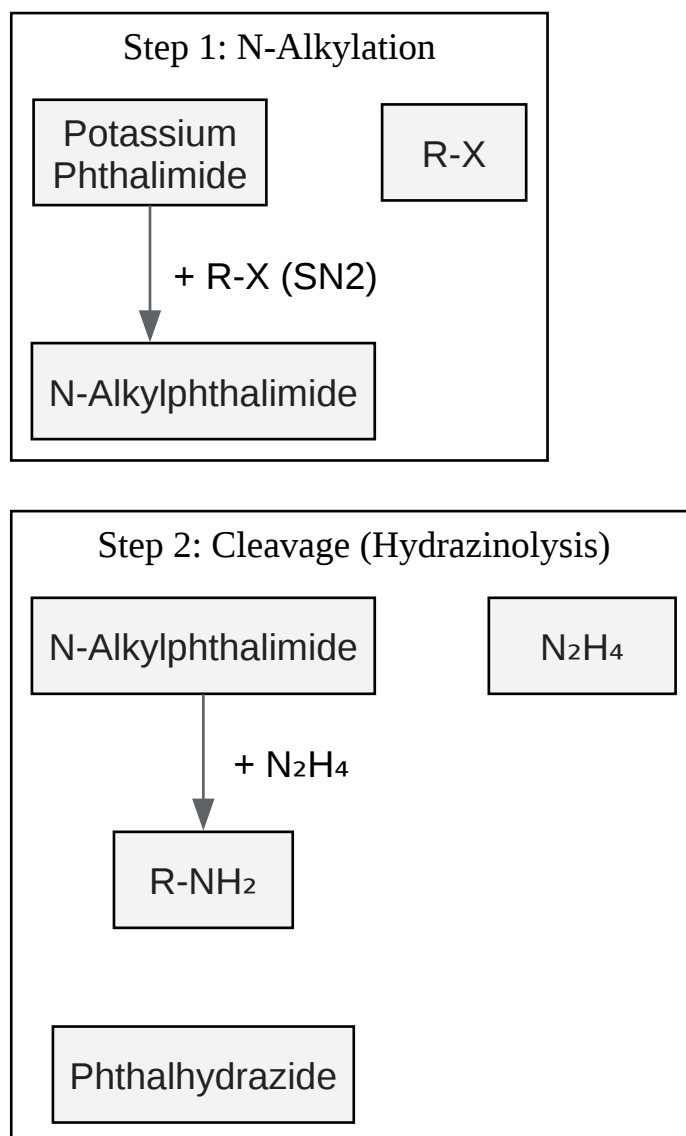 Step 1: N-Alkylation
Potassium
Phthalimide
R-X
+ R-X (SN2)
N-Alkylphthalimide
Step 2: Cleavage (Hydrazinolysis)
N-Alkylphthalimide
N₂H₄
+ N₂H₄
R-NH₂
Phthalhydrazide